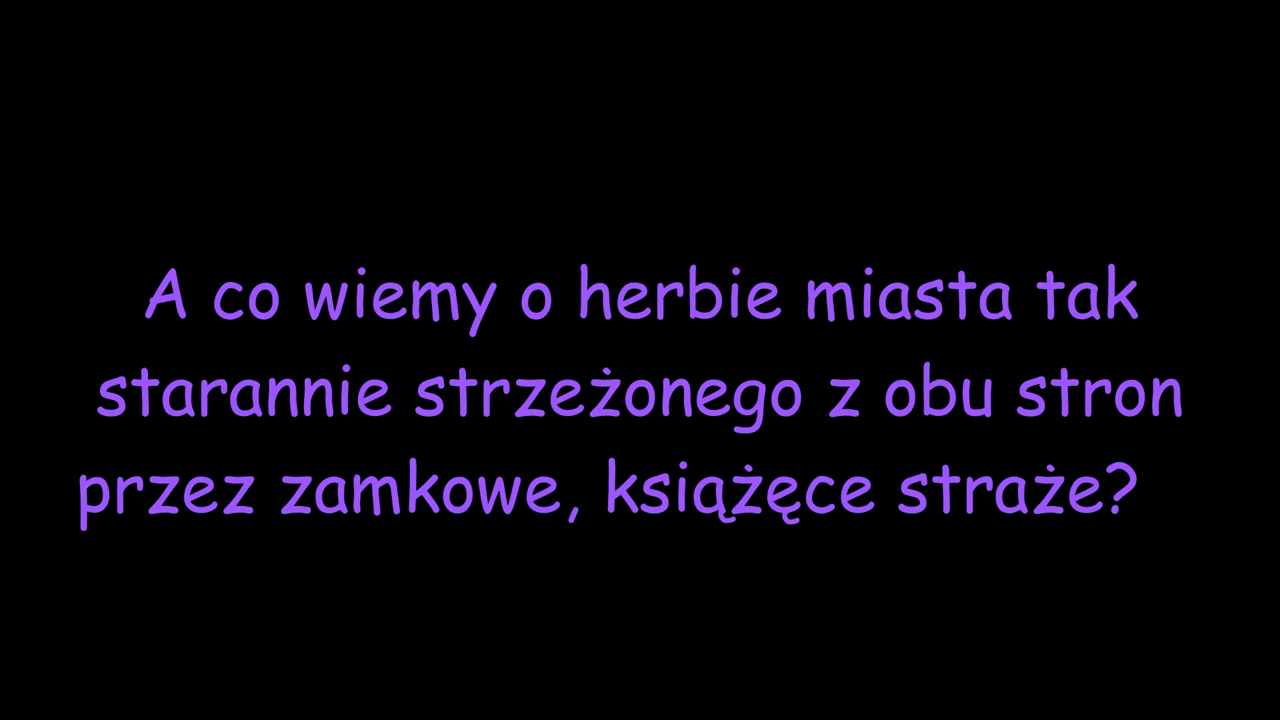 A co wiemy o herbie miasta tak
starannie strzeżonego z obu stron
przez zamkowe, książęce straże?